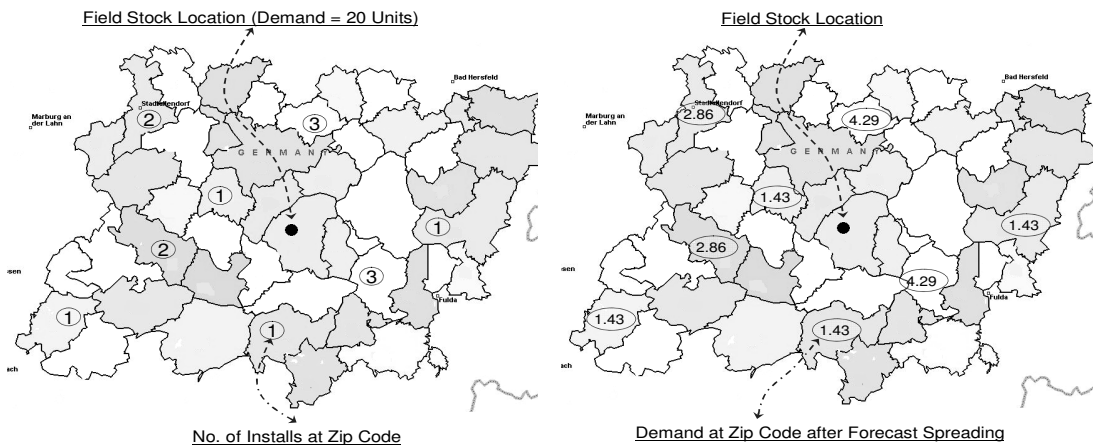 Field Stock Location (Demand = 20 Units)
Field Stock Location
Bad Hersfeld
Marburg an
der Lahn
2
3
GERMANY
1
1
2
3
Fulda
1
1
No. of Installs at Zip Code
Bad Hersfeld
Marburg an
der Lahn
2.86
4.29
GERMANY
1.43
1.43
2.86
4.29
Fulda
1.43
1.43
Demand at Zip Code after Forecast Spreading